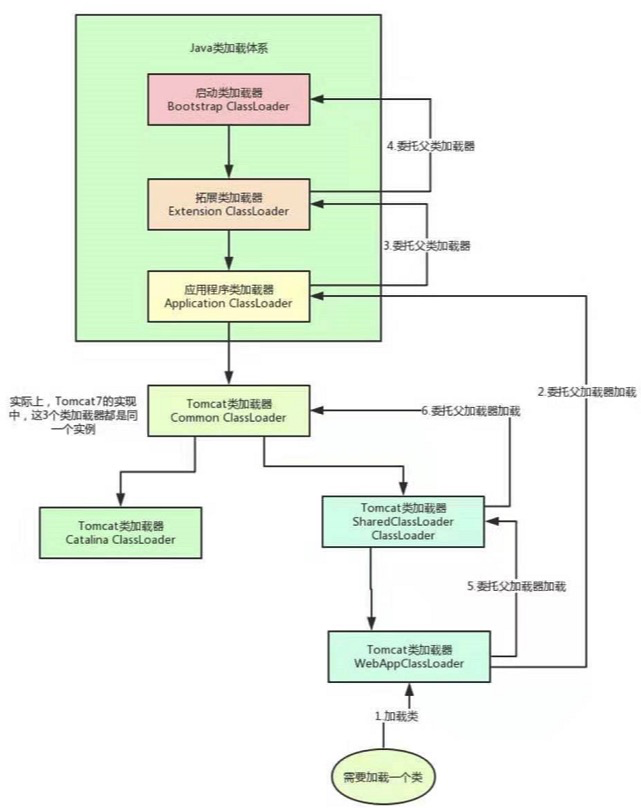 Java类加载体系
启动类加载器
Bootstrap ClassLoader
4.委托父类加载器
拓展类加载器
Extension ClassLoader
3.委托父类加载器
应用程序类加载器
Application ClassLoader
2.委托父加载器加载
实际上，Tomcat7的实现
中，这3个类加载器都是同
一个实例
Tomcat类加载器
Common ClassLoader
6.委托父加载器加载
Tomcat类加载器
Catalina ClassLoader
Tomcat类加载器
SharedClassLoader
ClassLoader
5.委托父加载器加载
Tomcat类加载器
WebAppClassLoader
1.加载类
需要加载一个类